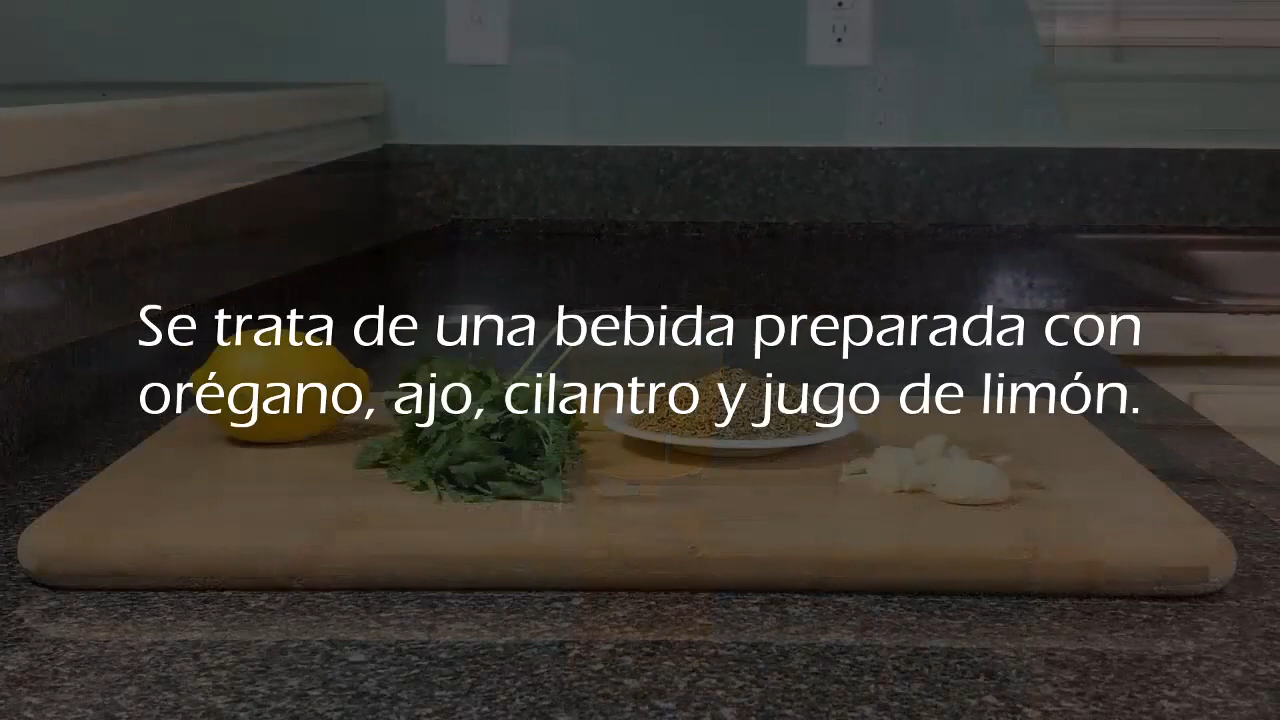 Se trata de una bebida preparada con
orégano, ajo, cilantro y jugo de limón.